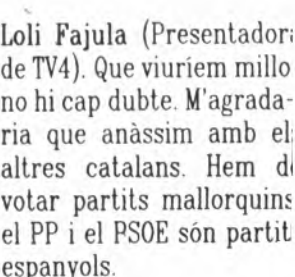 Loli Fajula (Presentadora
de TV4). Que viuríem millo
no hi cap dubte. M'agrada-
ria que anàssim amb el
altres catalans. Hem d
votar partits mallorquins
el PP i el PSOE són partit
espanyols.